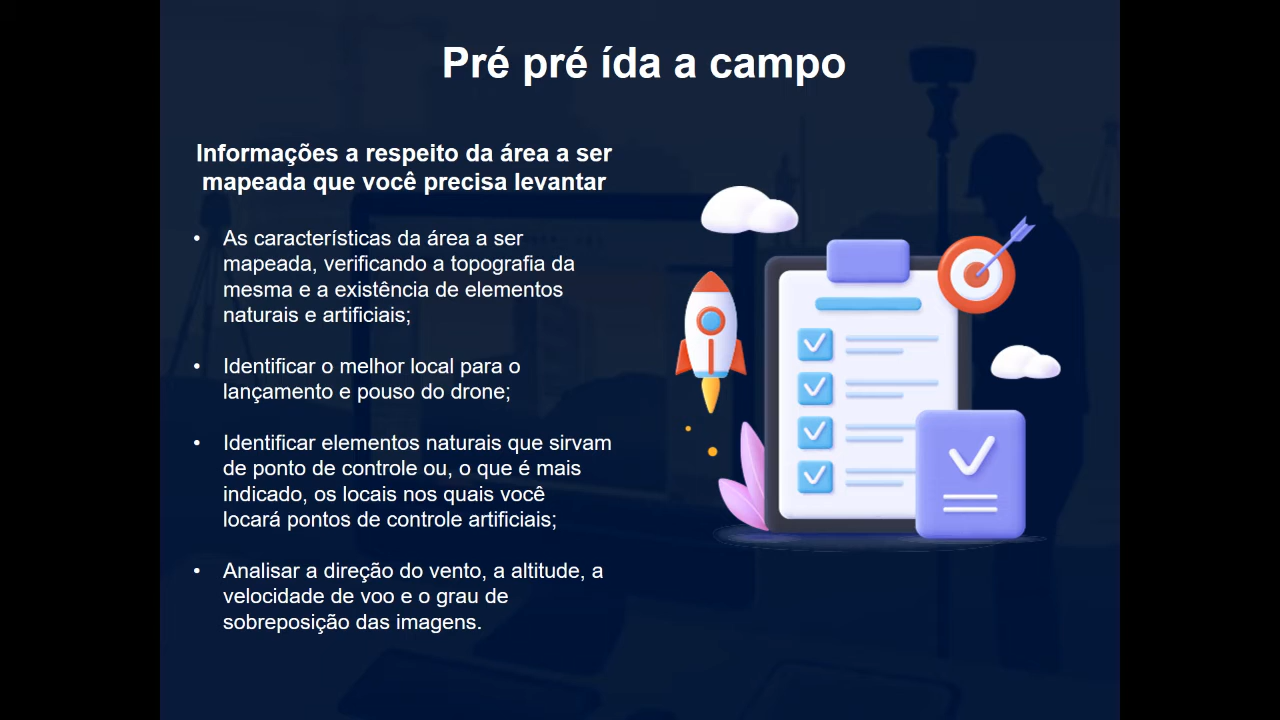 Pré pré ída a campo
Informações a respeito da área a ser
mapeada que você precisa levantar
• As características da área a ser
mapeada, verificando a topografia da
mesma e a existência de elementos
naturais e artificiais;
• Identificar o melhor local para o
lançamento e pouso do drone;
• Identificar elementos naturais que sirvam
de ponto de controle ou, o que é mais
indicado, os locais nos quais você
locará pontos de controle artificiais;
• Analisar a direção do vento, a altitude, a
velocidade de voo e o grau de
sobreposição das imagens.